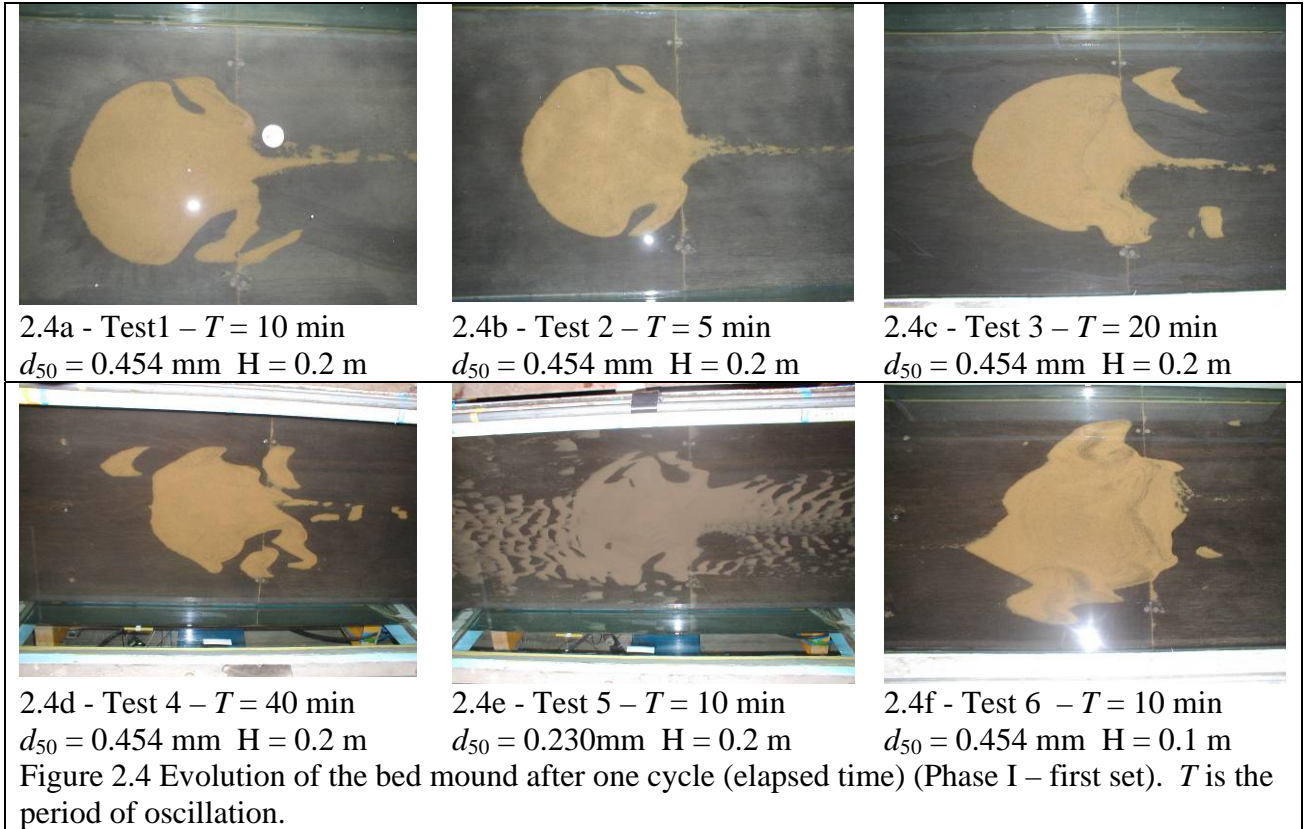 2.4a - Test1 – T = 10 min
d50 = 0.454 mm H = 0.2 m
2.4b - Test 2 – T = 5 min
d50 = 0.454 mm H = 0.2 m
2.4c - Test 3 – T = 20 min
d50 = 0.454 mm H = 0.2 m
2.4d - Test 4 – T = 40 min
d50 = 0.454 mm H = 0.2 m
2.4e - Test 5 – T = 10 min
d50 = 0.230mm H = 0.2 m
2.4f - Test 6 – T = 10 min
d50 = 0.454 mm H = 0.1 m
Figure 2.4 Evolution of the bed mound after one cycle (elapsed time) (Phase I – first set). T is the
period of oscillation.